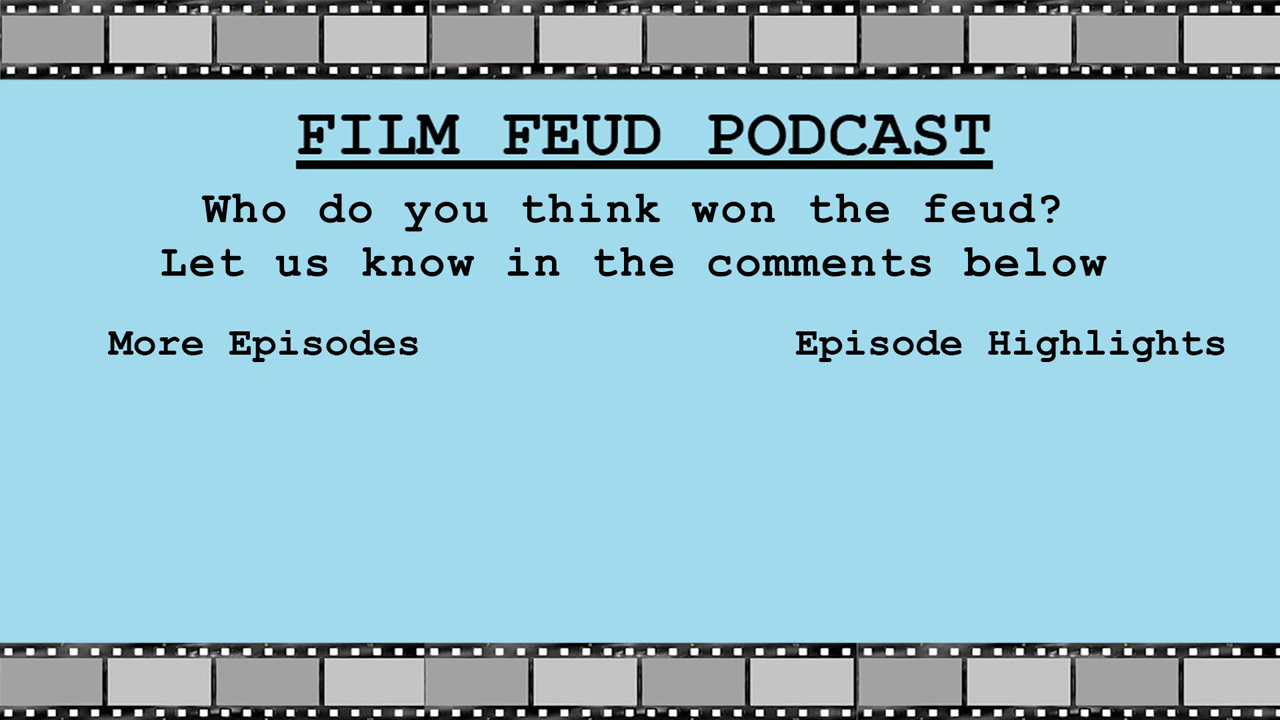 FILM FEUD PODCAST
Who do you think won the feud?
Let us know in the comments below
More Episodes
Episode Highlights